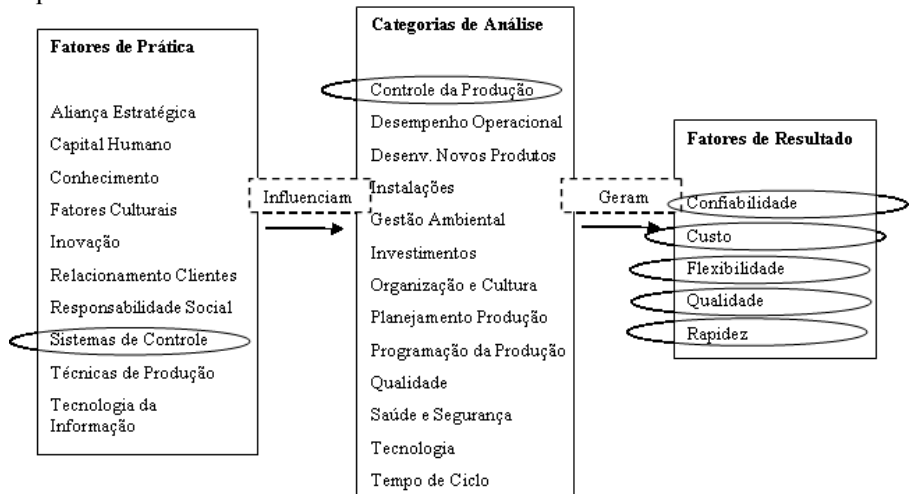 Fatores de Prática
Aliança Estratégica
Capital Humano
Conhecimento
Fatores Culturais
Inovação
Relacionamento Clientes
Responsabilidade Social
Sistemas de Controle
Técnicas de Produção
Tecnologia da
Informação
Influenciam
Categorias de Análise
Controle da Produção
Desempenho Operacional
Desenv. Novos Produtos
Instalações
Gestão Ambiental
Investimentos
Organização e Cultura
Planejamento Produção
Programação da Produção
Qualidade
Saúde e Segurança
Tecnologia
Tempo de Ciclo
Geram
Fatores de Resultado
Confiabilidade
Custo
Flexibilidade
Qualidade
Rapidez